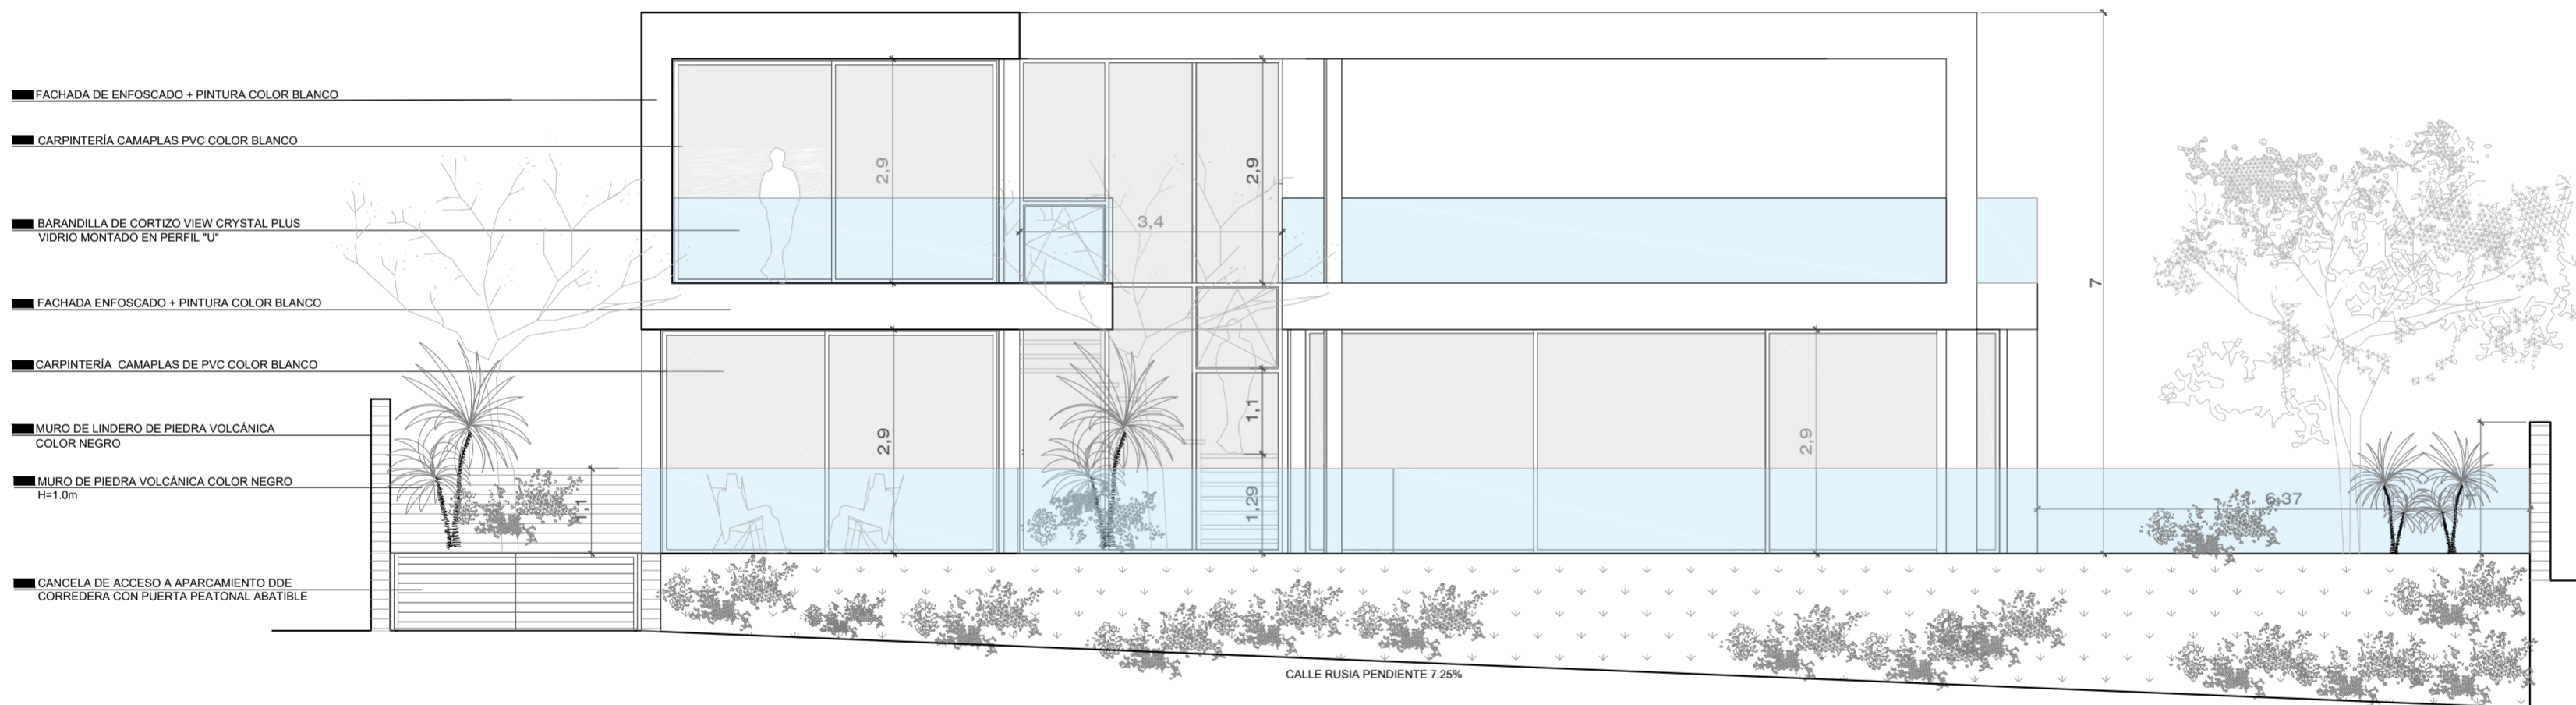 FACHADA DE ENFOSCADO + PINTURA COLOR BLANCO
CARPINTERÍA CAMAPLAS PVC COLOR BLANCO
BARANDILLA DE CORTIZO VIEW CRYSTAL PLUS
VIDRIO MONTADO EN PERFIL "U"
FACHADA ENFOSCADO + PINTURA COLOR BLANCO
CARPINTERÍA CAMAPLAS DE PVC COLOR BLANCO
MURO DE LINDERO DE PIEDRA VOLCÁNICA
COLOR NEGRO
MURO DE PIEDRA VOLCÁNICA COLOR NEGRO
H=1.0m
CANCELA DE ACCESO A APARCAMIENTO DDE
CORREDERA CON PUERTA PEATONAL ABATIBLE
2,9
2,9
3,4
7
2,9
1,1
2,9
1,1
1,29
6,37
CALLE RUSIA PENDIENTE 7.25%